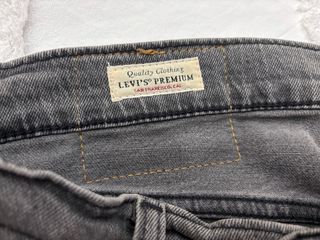 Quality Clothing
LEVI'S® PREMIUM
SAN FRANCISCO, CAL